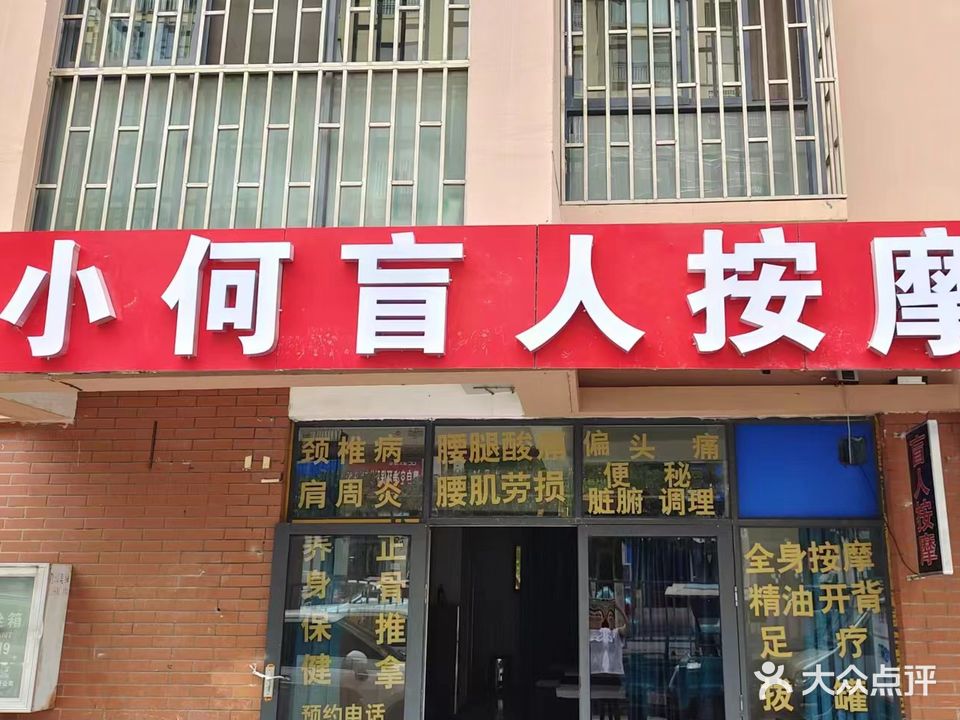 小何盲人按摩
颈椎病
肩周炎
腰腿酸痛
腰肌劳损
偏头痛
便秘
脏腑调理
养身保健
正骨推拿
预约电话
全身按摩
精油开背
足疗
拔罐
盲人按摩
大众点评